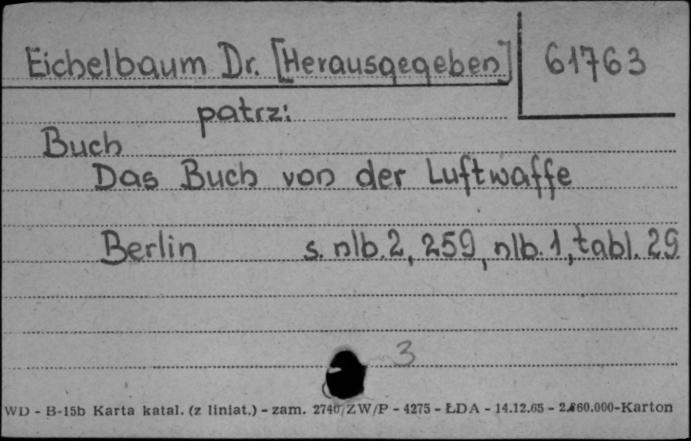 Eichelbaum Dr. [Herausgegeben] 61763
patrz:
Buch
Das Buch von der Luftwaffe
Berlin s. nlb. 2, 259, nlb. 1, tabl. 29
3
WD - B-15b Karta katal. (z liniat.) - zam. 2740/ZW/P - 4275 - ŁDA - 14.12.65 - 2.860.000-Karton